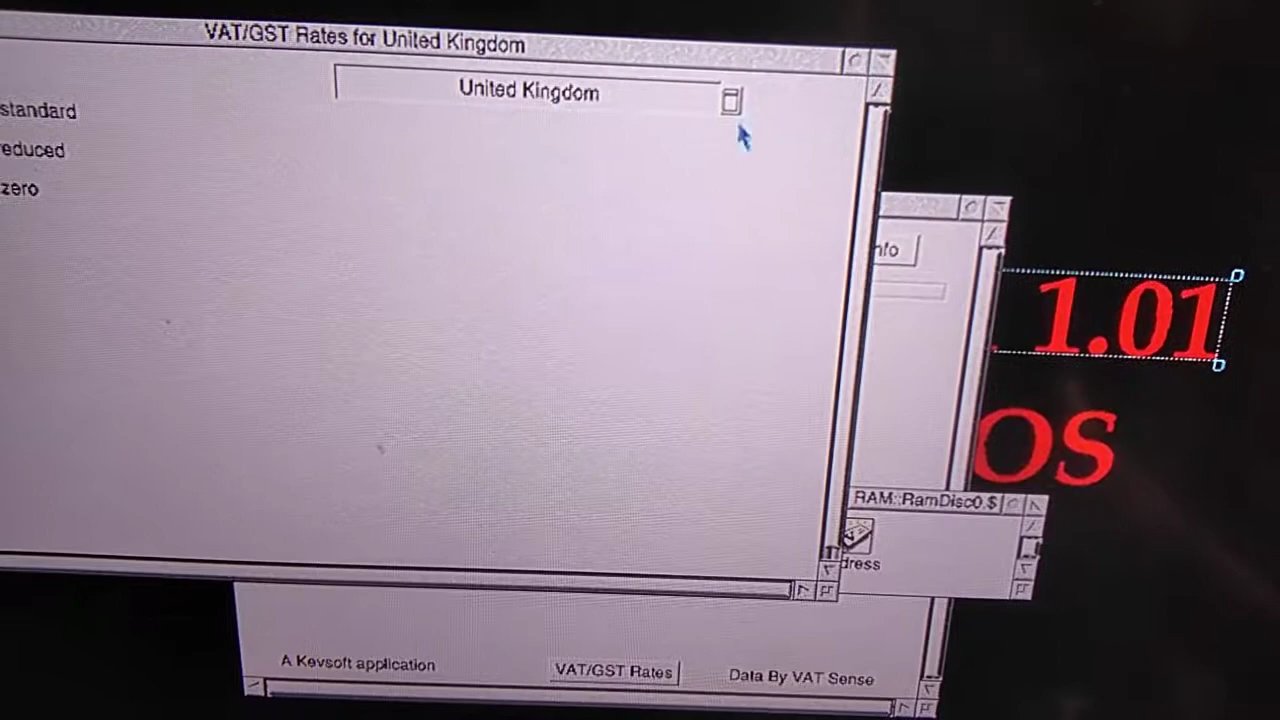 VAT/GST Rates for United Kingdom
United Kingdom
standard
educed
zero
nfo
1.01
OS
RAM::RamDisc0.$
dress
A Kevsoft application
VAT/GST Rates
Data By VAT Sense